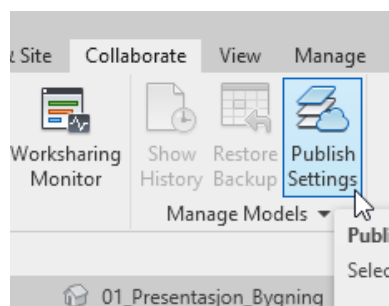 & Site Collaborate View Manage
Worksharing Monitor
Show History
Restore Backup
Publish Settings
Manage Models
Publi
Selec
01_Presentasjon_Bygning